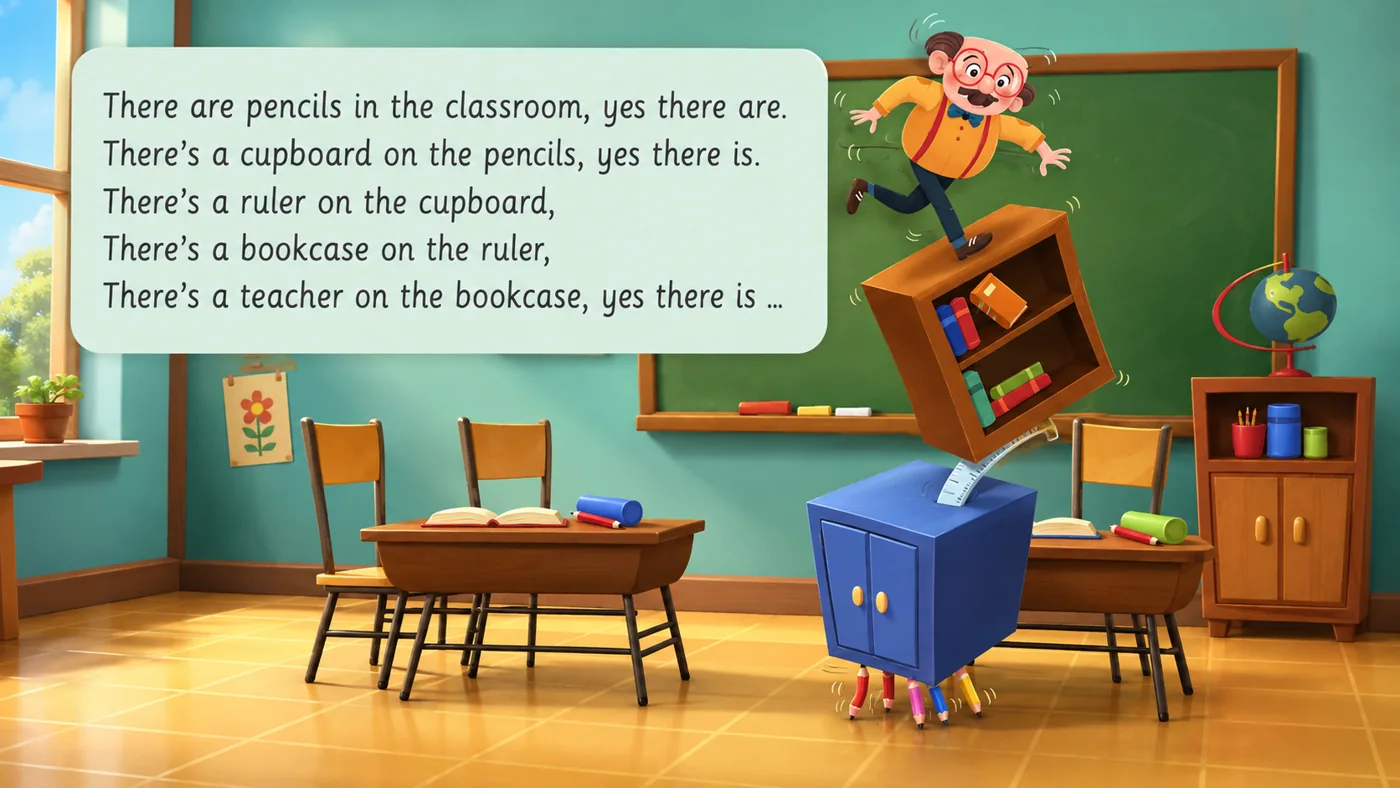 There are pencils in the classroom, yes there are.
There’s a cupboard on the pencils, yes there is.
There’s a ruler on the cupboard,
There’s a bookcase on the ruler,
There’s a teacher on the bookcase, yes there is ...